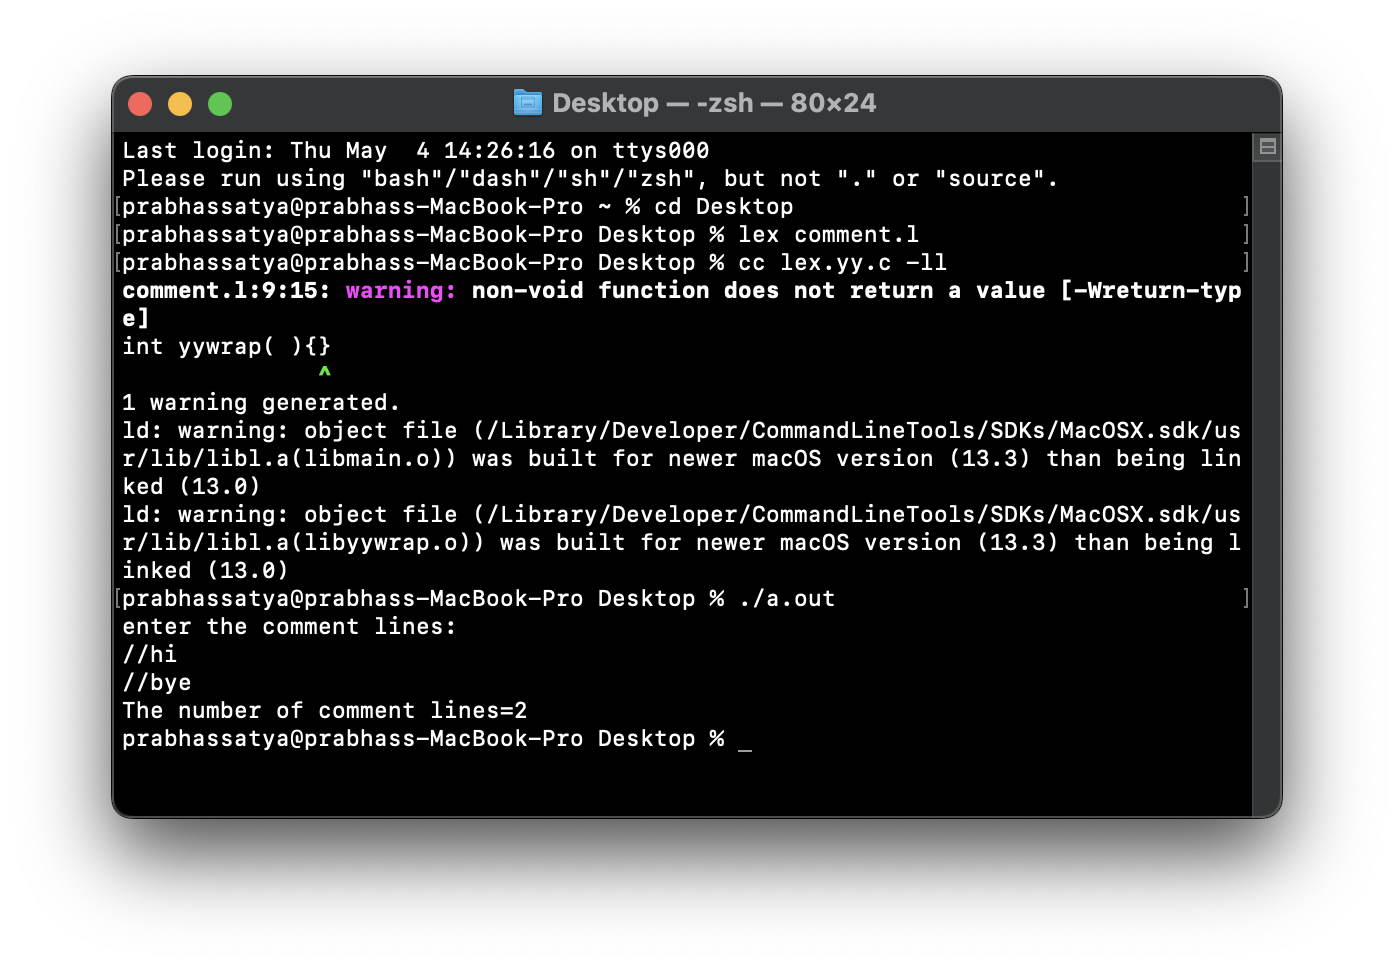 Desktop — -zsh — 80×24
Last login: Thu May  4 14:26:16 on ttys000
Please run using "bash"/"dash"/"sh"/"zsh", but not "." or "source".
[prabhassatya@prabhass-MacBook-Pro ~ % cd Desktop ]
[prabhassatya@prabhass-MacBook-Pro Desktop % lex comment.l ]
[prabhassatya@prabhass-MacBook-Pro Desktop % cc lex.yy.c -ll ]
comment.l:9:15: warning: non-void function does not return a value [-Wreturn-typ
e]
int yywrap( ){}
^
1 warning generated.
ld: warning: object file (/Library/Developer/CommandLineTools/SDKs/MacOSX.sdk/us
r/lib/libl.a(libmain.o)) was built for newer macOS version (13.3) than being lin
ked (13.0)
ld: warning: object file (/Library/Developer/CommandLineTools/SDKs/MacOSX.sdk/us
r/lib/libl.a(libyywrap.o)) was built for newer macOS version (13.3) than being l
inked (13.0)
[prabhassatya@prabhass-MacBook-Pro Desktop % ./a.out ]
enter the comment lines:
//hi
//bye
The number of comment lines=2
prabhassatya@prabhass-MacBook-Pro Desktop % _